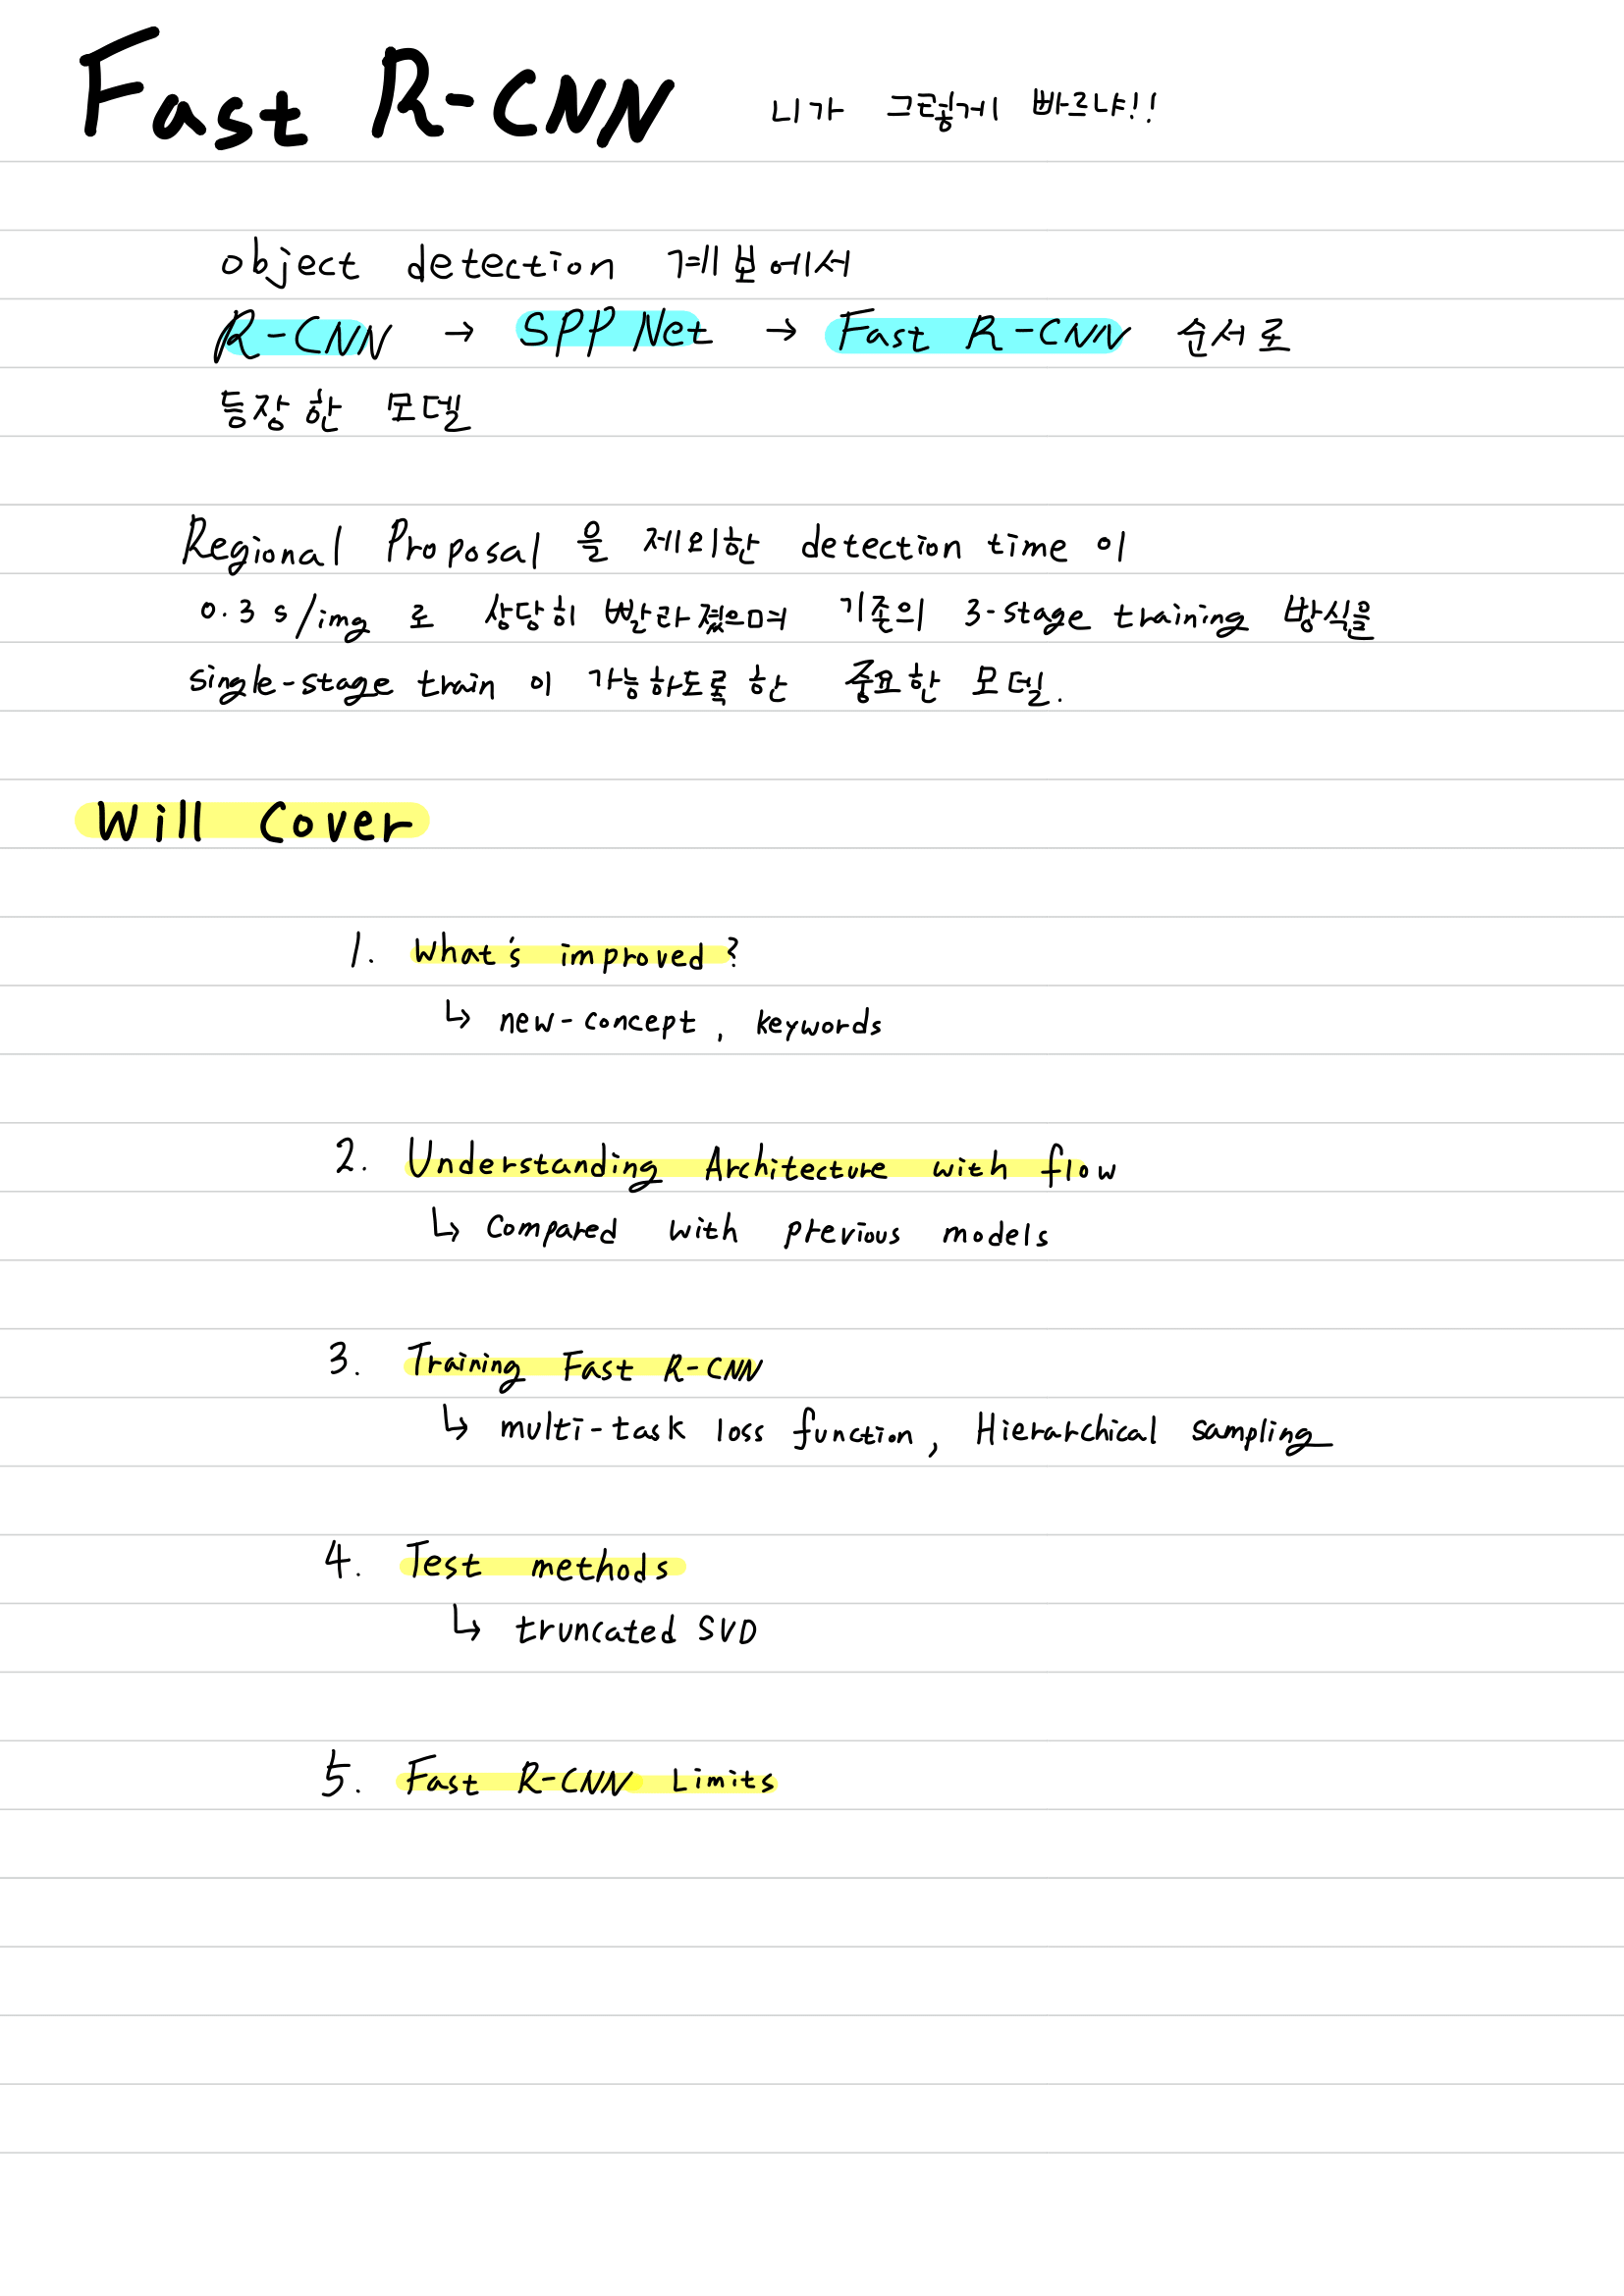 Fast R-CNN 니가 그렇게 빠르냐!!
object detection 계보에서
R-CNN → SPP Net → Fast R-CNN 순서로
등장한 모델
Regional Proposal 을 제외한 detection time 이
0.3 s/img 로 상당히 빨라졌으며 기존의 3-stage training 방식을
single-stage train 이 가능하도록 한 중요한 모델.
Will Cover
1. What's improved?
↳ new-concept, keywords
2. Understanding Architecture with flow
↳ Compared with previous models
3. Training Fast R-CNN
↳ multi-task loss function, Hierarchical sampling
4. Test methods
↳ truncated SVD
5. Fast R-CNN Limits